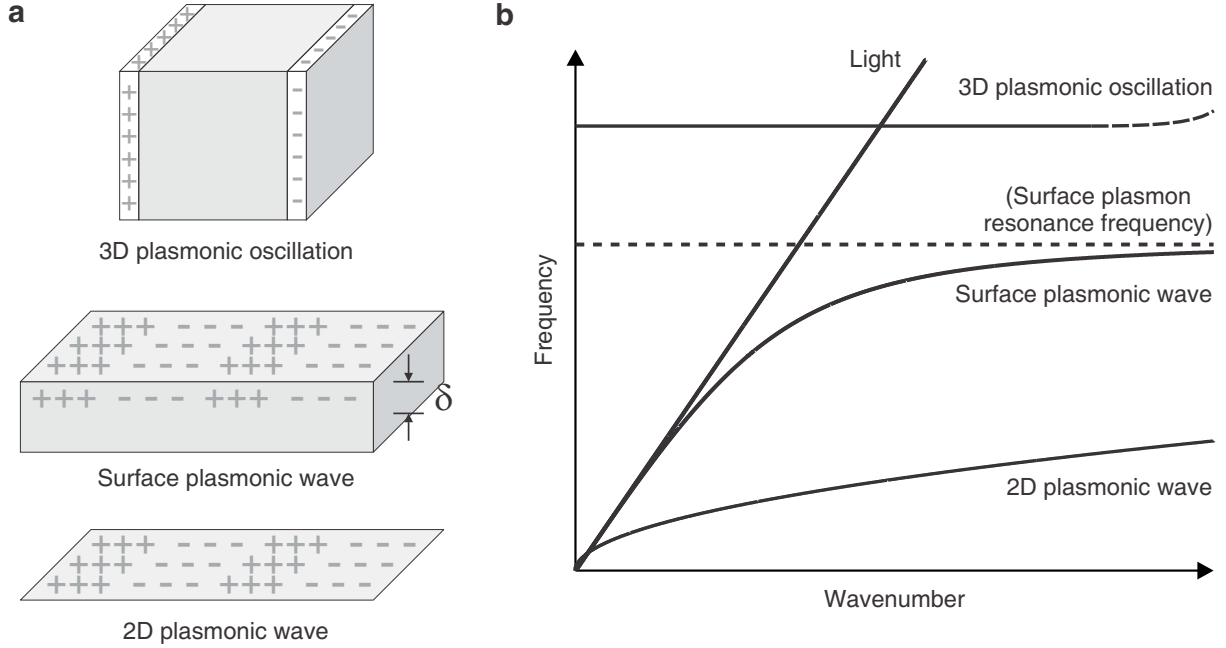 a
3D plasmonic oscillation
δ
Surface plasmonic wave
2D plasmonic wave
b
Light
3D plasmonic oscillation
(Surface plasmon
resonance frequency)
Surface plasmonic wave
2D plasmonic wave
Frequency
Wavenumber